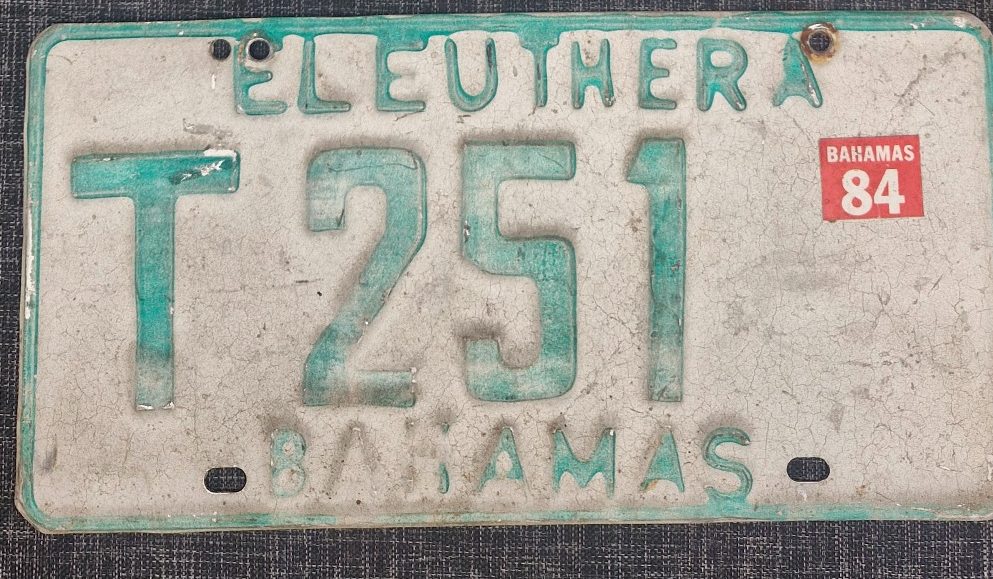 ELEUTHERA
T251
BAHAMAS
84
BAHAMAS